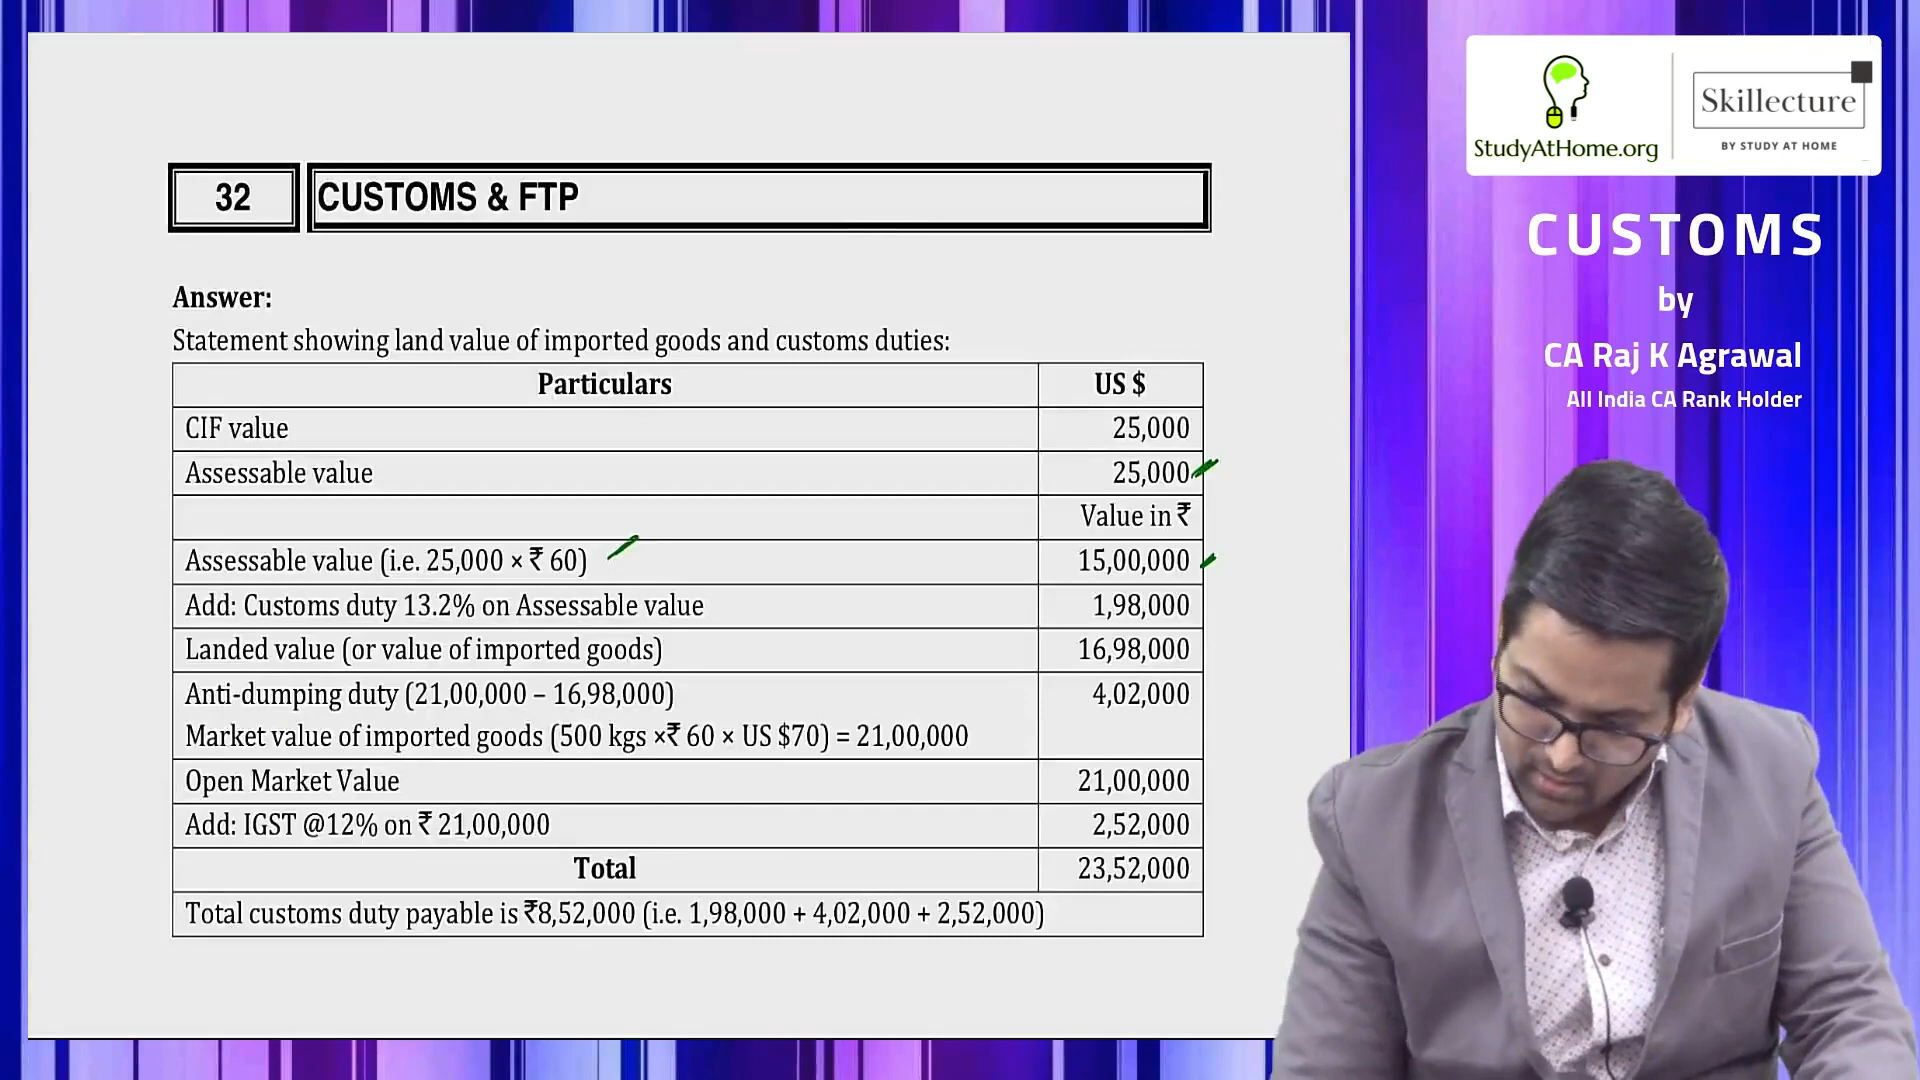 32
CUSTOMS & FTP
Answer:
Statement showing land value of imported goods and customs duties:
Particulars US $
CIF value 25,000
Assessable value 25,000
Value in ₹
Assessable value (i.e. 25,000 × ₹ 60) 15,00,000
Add: Customs duty 13.2% on Assessable value 1,98,000
Landed value (or value of imported goods) 16,98,000
Anti-dumping duty (21,00,000 – 16,98,000) 4,02,000
Market value of imported goods (500 kgs ×₹ 60 × US $70) = 21,00,000
Open Market Value 21,00,000
Add: IGST @12% on ₹ 21,00,000 2,52,000
Total 23,52,000
Total customs duty payable is ₹8,52,000 (i.e. 1,98,000 + 4,02,000 + 2,52,000)
StudyAtHome.org
Skillecture
BY STUDY AT HOME
CUSTOMS
by
CA Raj K Agrawal
All India CA Rank Holder